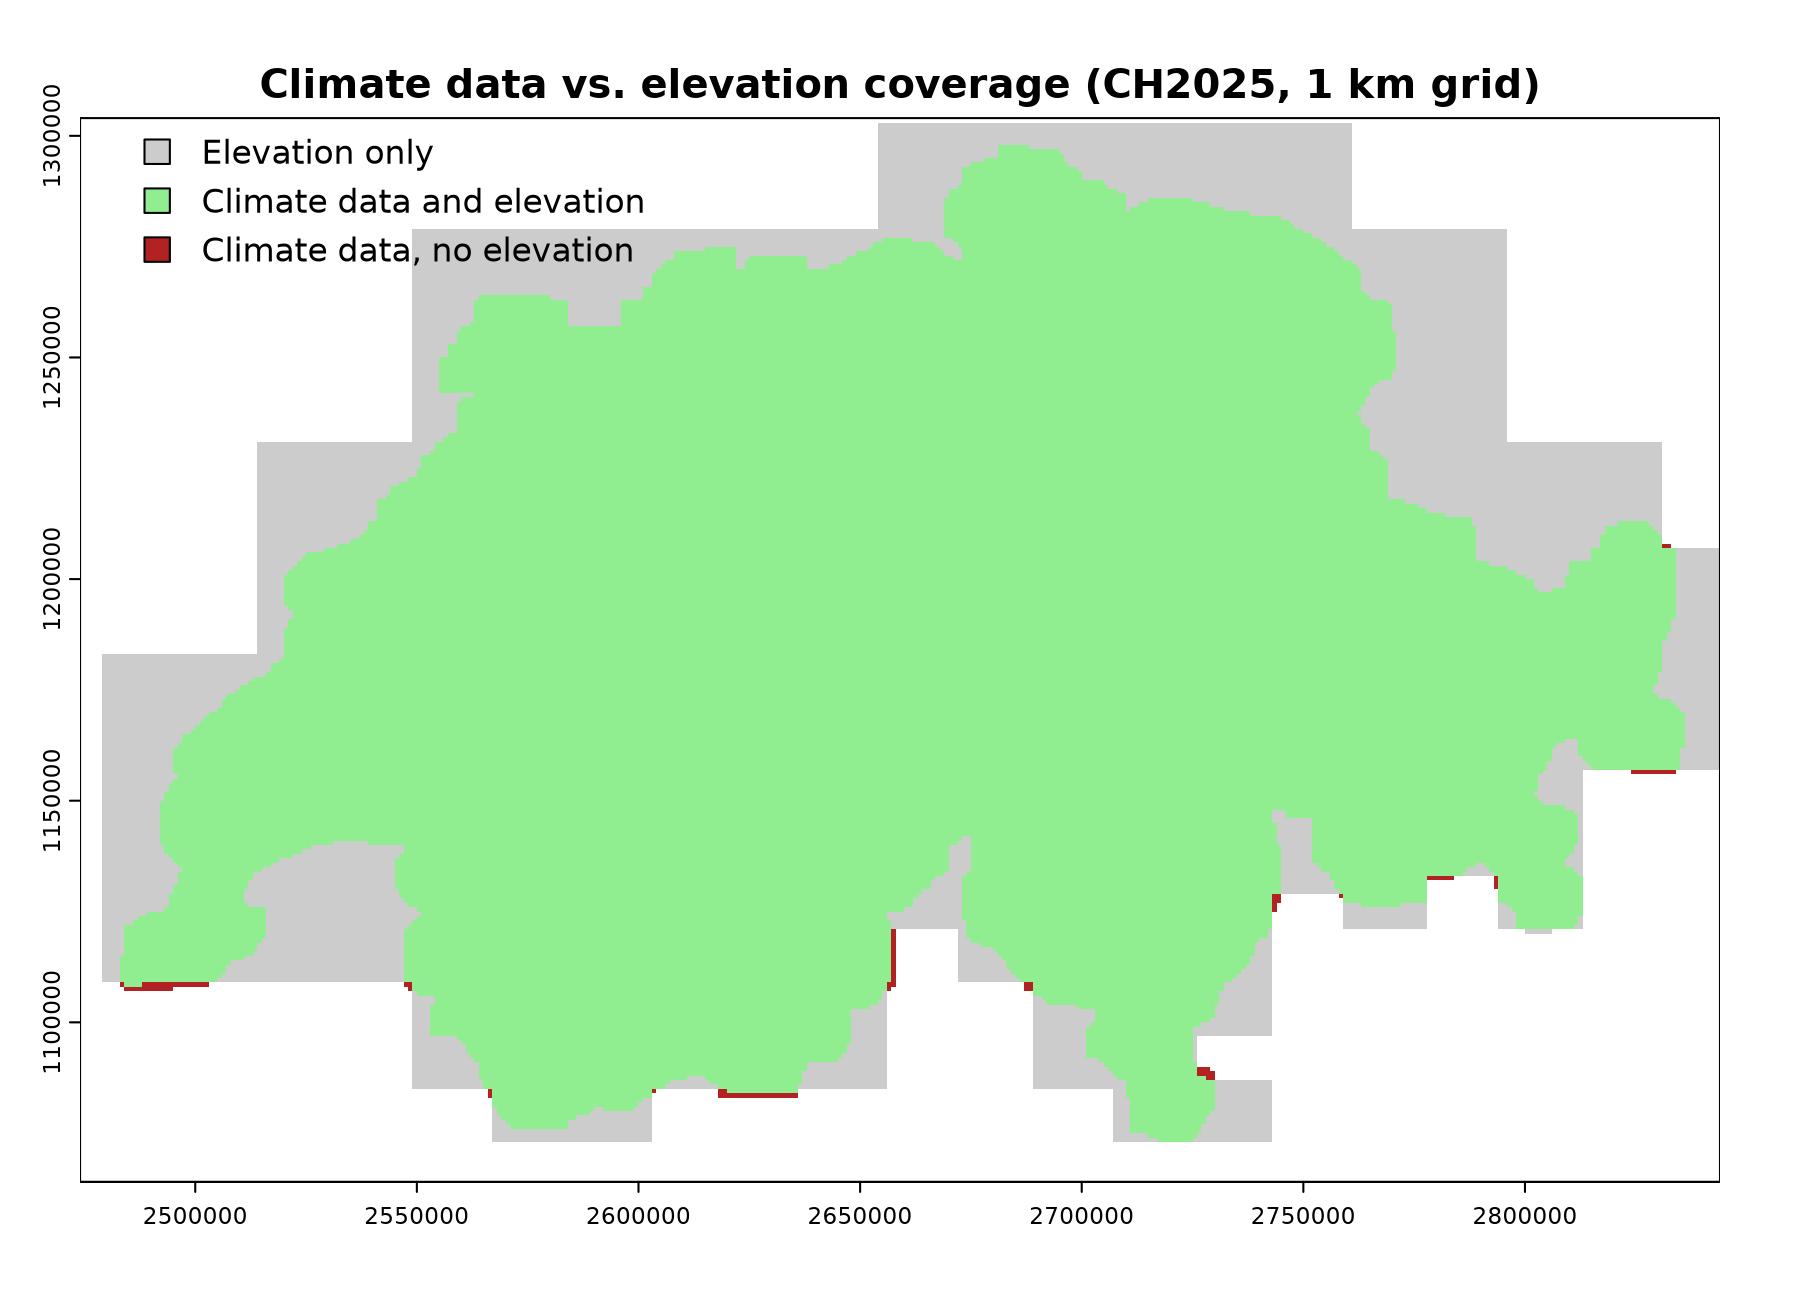 Climate data vs. elevation coverage (CH2025, 1 km grid)
Elevation only
Climate data and elevation
Climate data, no elevation
1300000
1250000
1200000
1150000
1100000
2500000 2550000 2600000 2650000 2700000 2750000 2800000